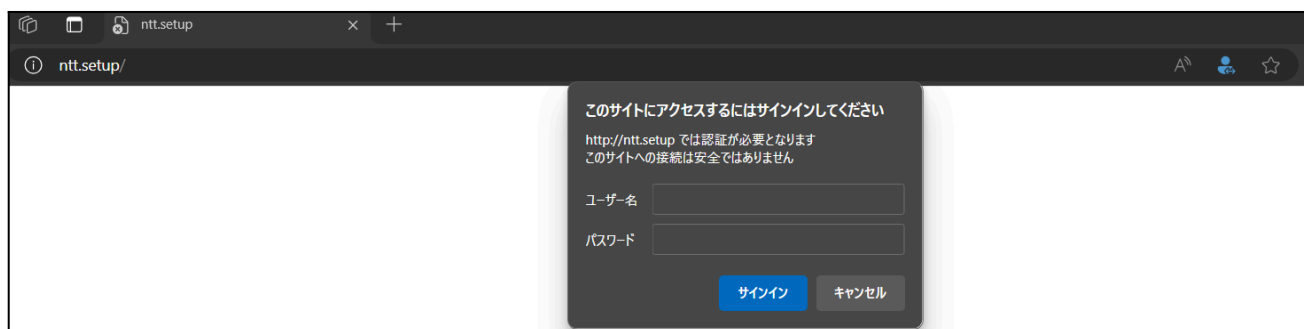 ntt.setup
ntt.setup/
このサイトにアクセスするにはサインインしてください
http://ntt.setup では認証が必要となります
このサイトへの接続は安全ではありません
ユーザー名
パスワード
サインイン
キャンセル